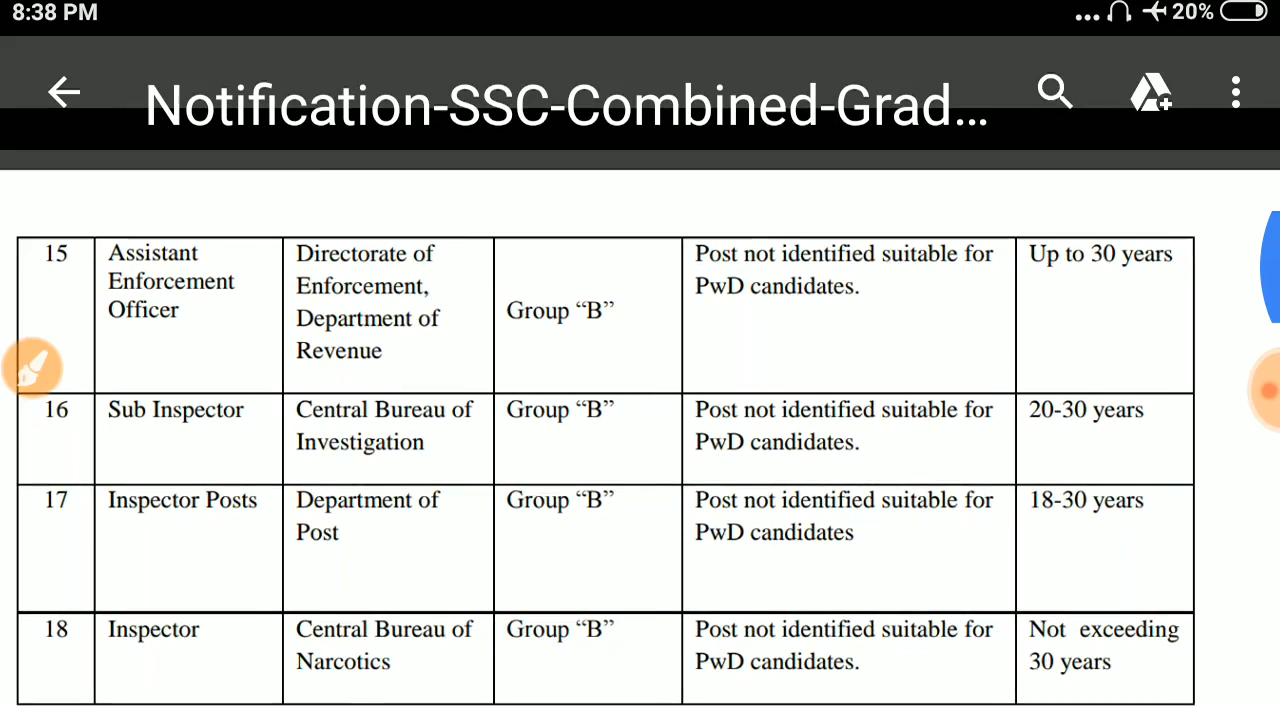 8:38 PM
20%
Notification-SSC-Combined-Grad...
15 Assistant Enforcement Officer Directorate of Enforcement, Department of Revenue Group “B” Post not identified suitable for PwD candidates. Up to 30 years
16 Sub Inspector Central Bureau of Investigation Group “B” Post not identified suitable for PwD candidates. 20-30 years
17 Inspector Posts Department of Post Group “B” Post not identified suitable for PwD candidates 18-30 years
18 Inspector Central Bureau of Narcotics Group “B” Post not identified suitable for PwD candidates. Not exceeding 30 years